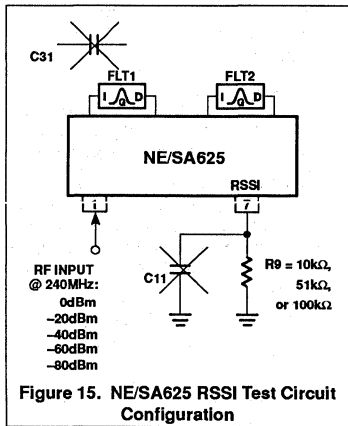 C31
FLT1
FLT2
I Q D
I Q D
NE/SA625
RSSI
1
7
RF INPUT
@ 240MHz:
0dBm
–20dBm
–40dBm
–60dBm
–80dBm
C11
R9 = 10kΩ,
51kΩ,
or 100kΩ
Figure 15. NE/SA625 RSSI Test Circuit
Configuration